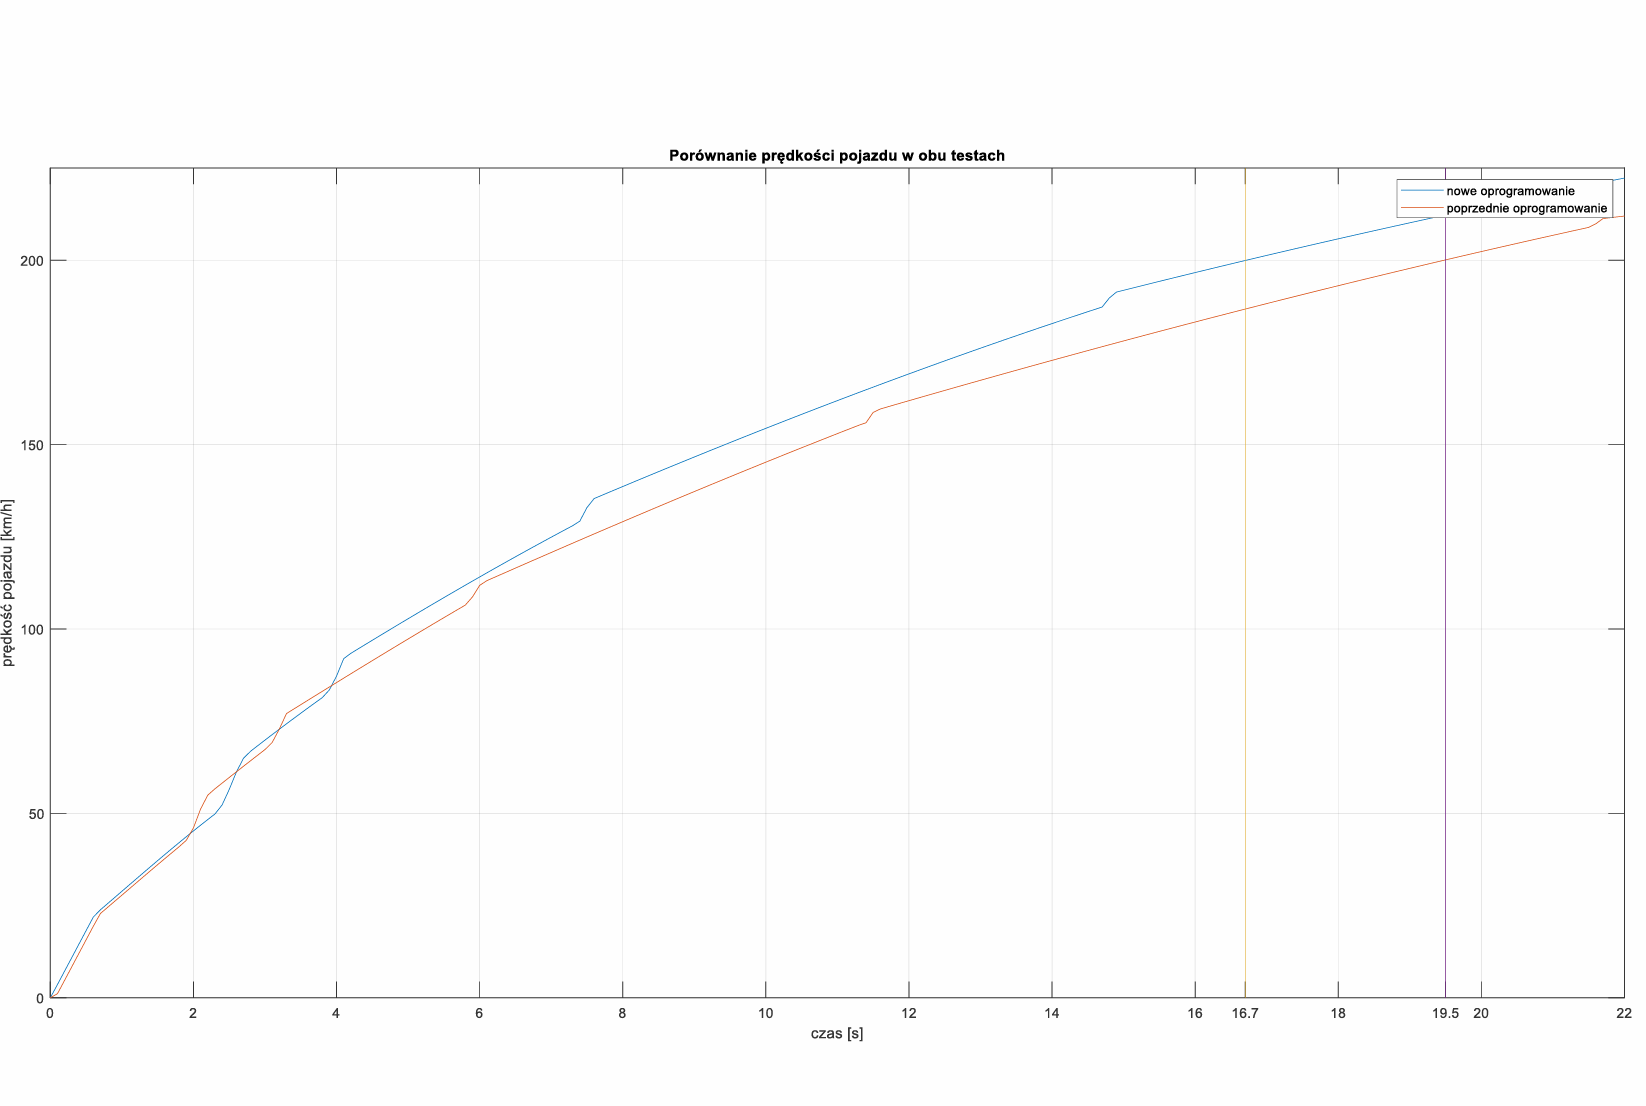 Porównanie prędkości pojazdu w obu testach
nowe oprogramowanie
poprzednie oprogramowanie
prędkość pojazdu [km/h]
200
150
100
50
0
0 2 4 6 8 10 12 14 16 16.7 18 19.5 20 22
czas [s]